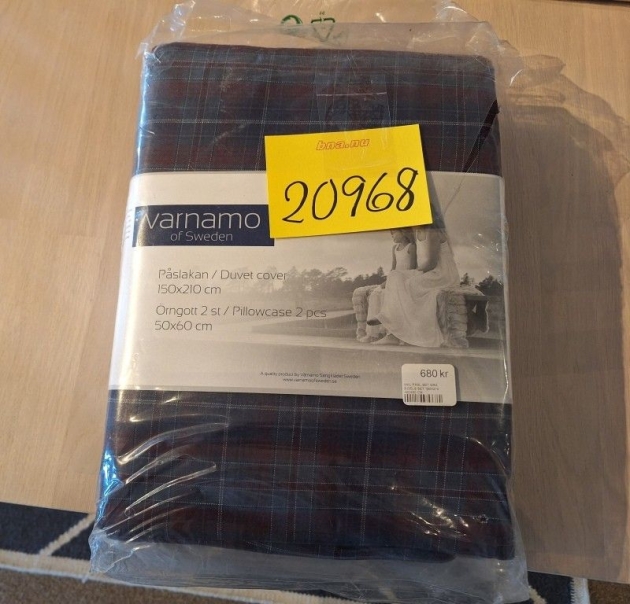 bna.nu
20968
varnamo
of Sweden
Påslakan / Duvet cover
150x210 cm
Örngott 2 st / Pillowcase 2 pcs
50x60 cm
680 kr